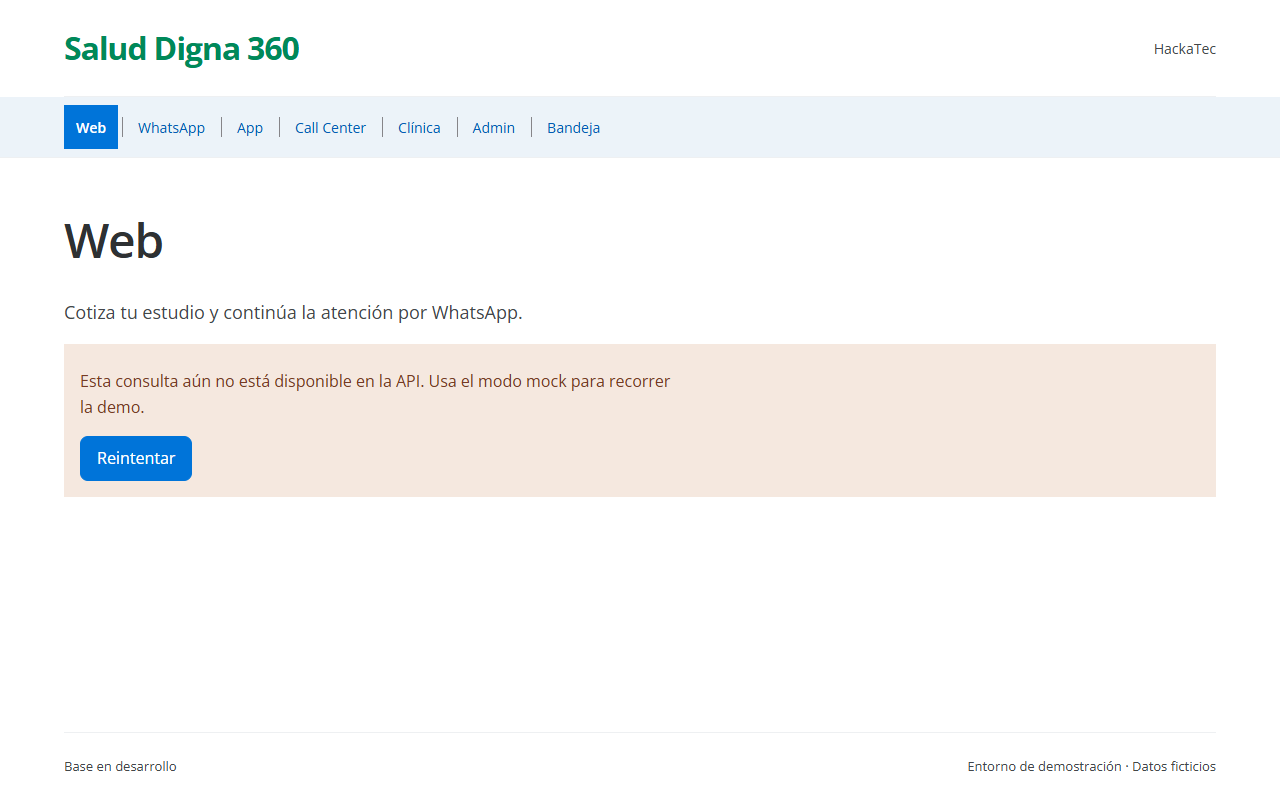 Salud Digna 360
HackaTec
Web
WhatsApp
App
Call Center
Clínica
Admin
Bandeja
Web
Cotiza tu estudio y continúa la atención por WhatsApp.
Esta consulta aún no está disponible en la API. Usa el modo mock para recorrer
la demo.
Reintentar
Base en desarrollo
Entorno de demostración · Datos ficticios